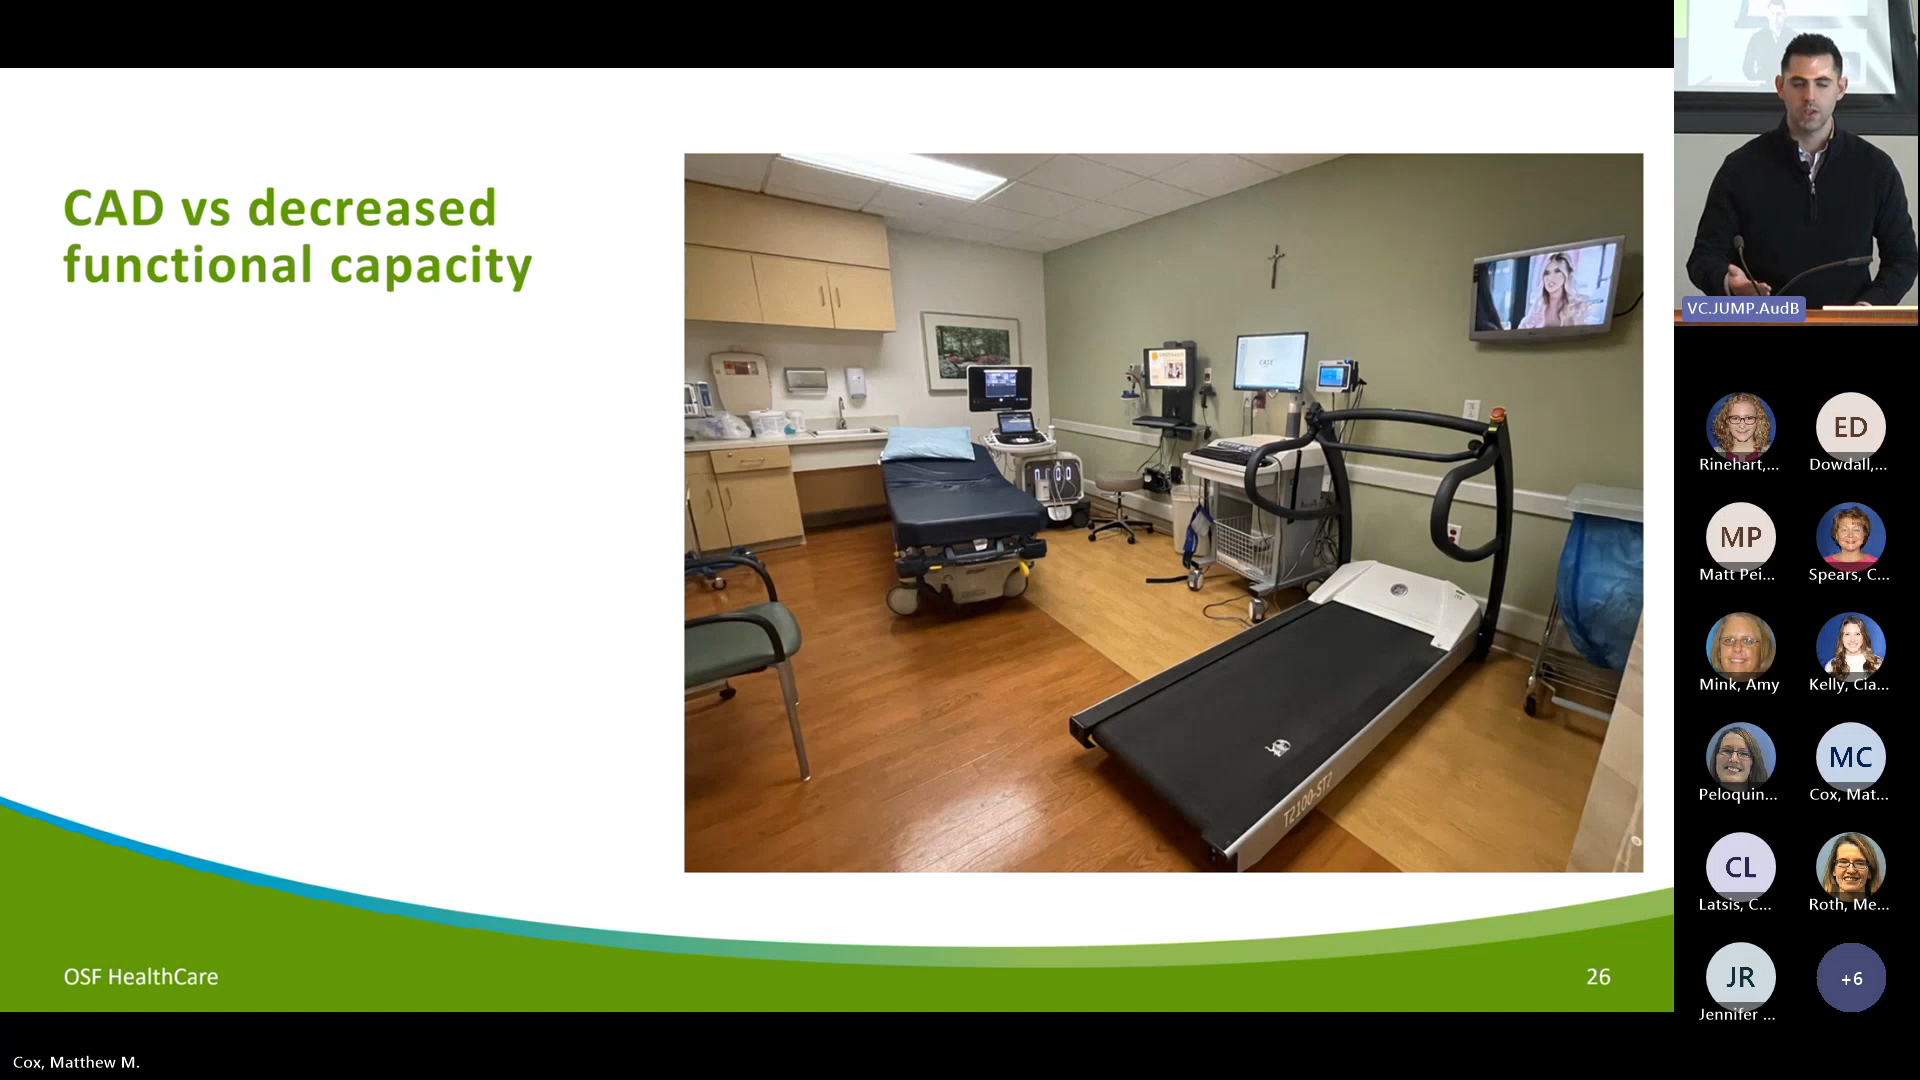 CAD vs decreased
functional capacity
CASE
T2100-ST2
OSF HealthCare
26
VC.JUMP.AudB
Rinehart,...
ED
Dowdall,...
MP
Matt Pei...
Spears, C...
Mink, Amy
Kelly, Cia...
Peloquin...
MC
Cox, Mat...
CL
Latsis, C...
Roth, Me...
JR
Jennifer ...
+6
Cox, Matthew M.